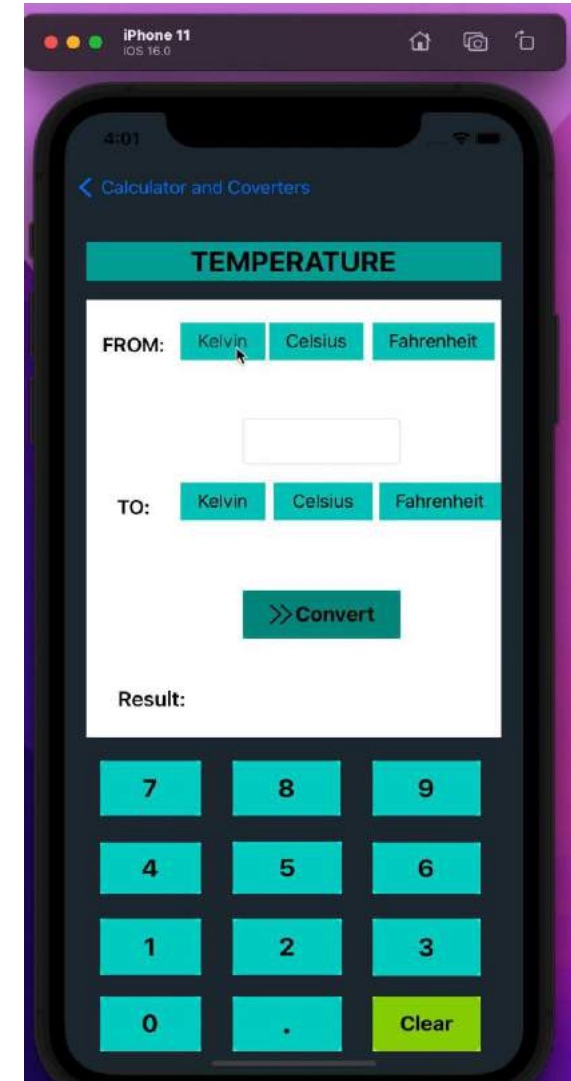 iPhone 11
iOS 16.0
4:01
Calculator and Coverters
TEMPERATURE
FROM: Kelvin Celsius Fahrenheit
TO: Kelvin Celsius Fahrenheit
Convert
Result:
7 8 9
4 5 6
1 2 3
0 . Clear